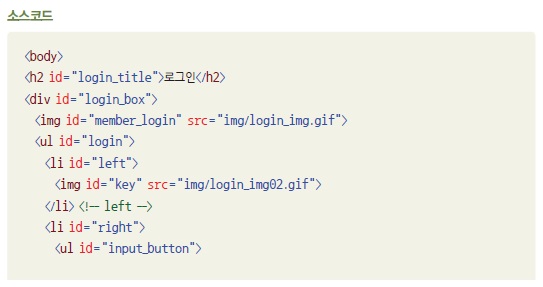 소스코드
<body>
<h2 id="login_title">로그인</h2>
<div id="login_box">
<img id="member_login" src="img/login_img.gif">
<ul id="login">
<li id="left">
<img id="key" src="img/login_img02.gif">
</li> <!-- left -->
<li id="right">
<ul id="input_button">